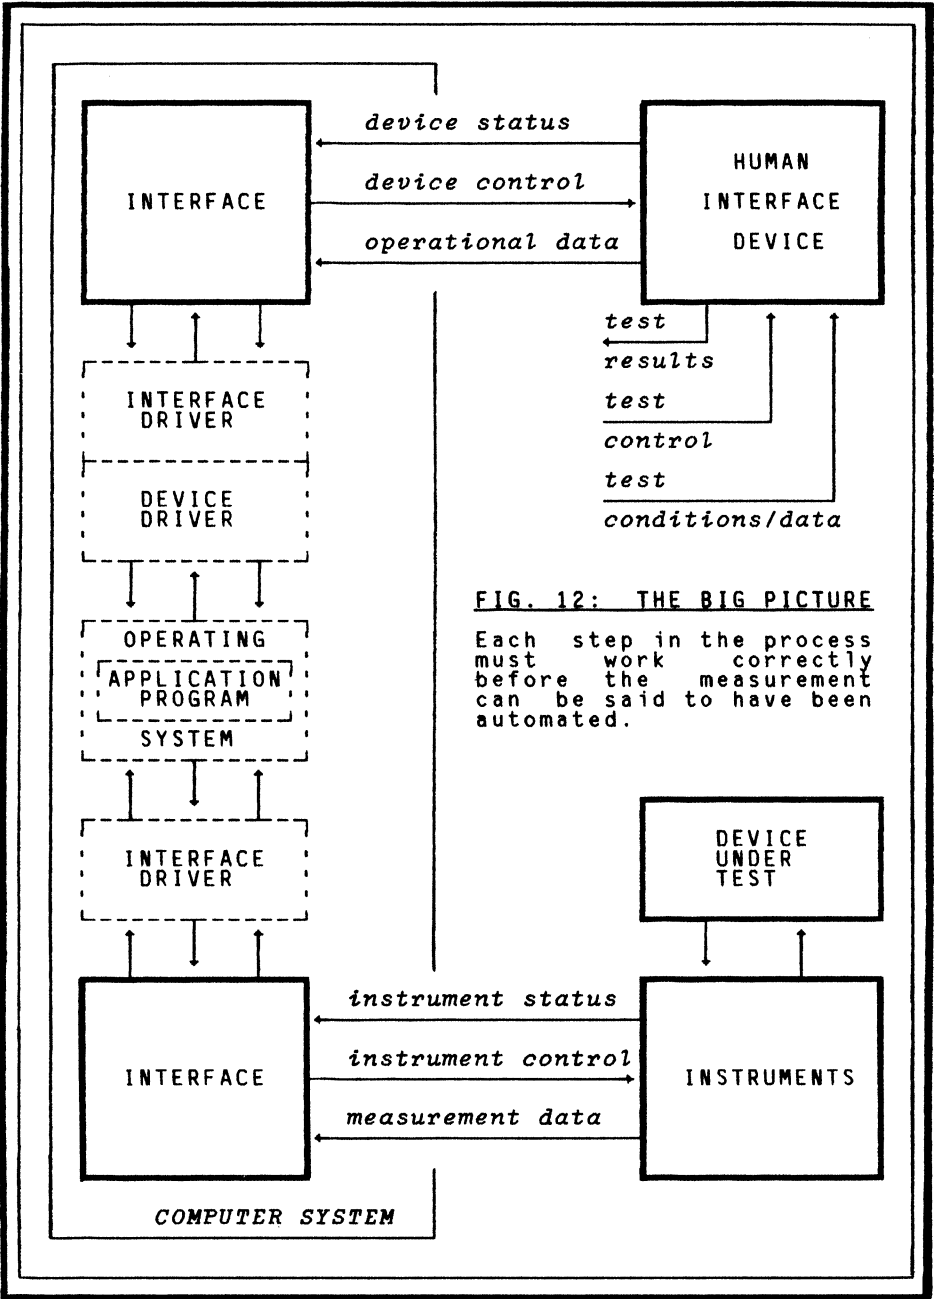 device status
device control
operational data
INTERFACE
HUMAN
INTERFACE
DEVICE
test
results
test
control
test
conditions/data
INTERFACE
DRIVER
DEVICE
DRIVER
OPERATING
APPLICATION
PROGRAM
SYSTEM
FIG. 12: THE BIG PICTURE
Each step in the process
must work correctly
before the measurement
can be said to have been
automated.
INTERFACE
DRIVER
DEVICE
UNDER
TEST
INTERFACE
instrument status
instrument control
measurement data
INSTRUMENTS
COMPUTER SYSTEM